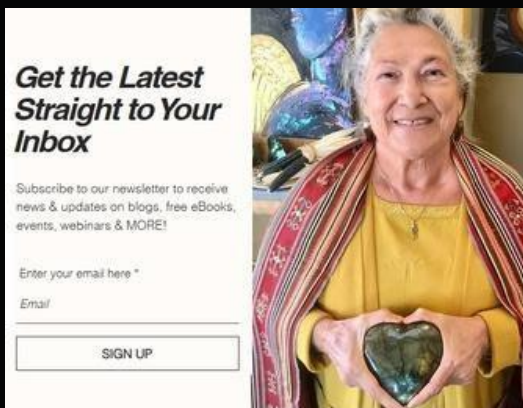 Get the Latest
Straight to Your
Inbox
Subscribe to our newsletter to receive
news & updates on blogs, free eBooks,
events, webinars & MORE!
Enter your email here *
Email
SIGN UP